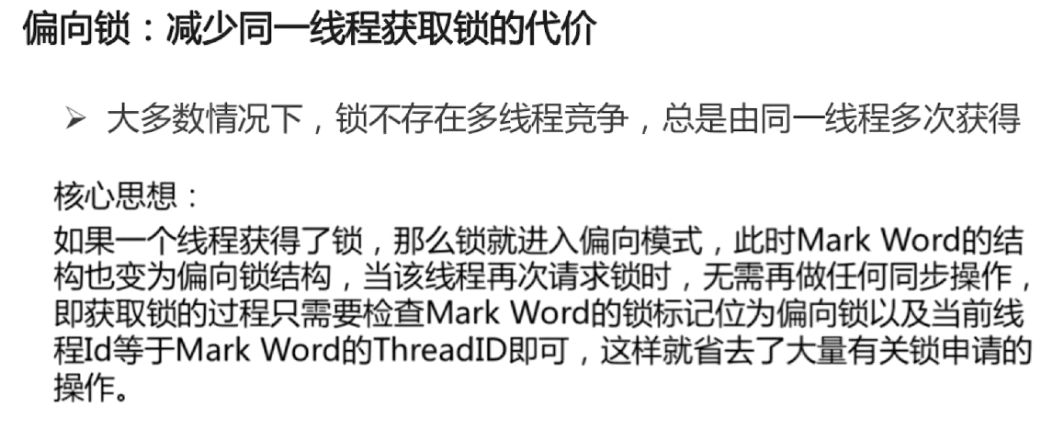 偏向锁：减少同一线程获取锁的代价
➢ 大多数情况下，锁不存在多线程竞争，总是由同一线程多次获得
核心思想：
如果一个线程获得了锁，那么锁就进入偏向模式，此时Mark Word的结
构也变为偏向锁结构，当该线程再次请求锁时，无需再做任何同步操作，
即获取锁的过程只需要检查Mark Word的锁标记位为偏向锁以及当前线
程Id等于Mark Word的ThreadID即可，这样就省去了大量有关锁申请的
操作。